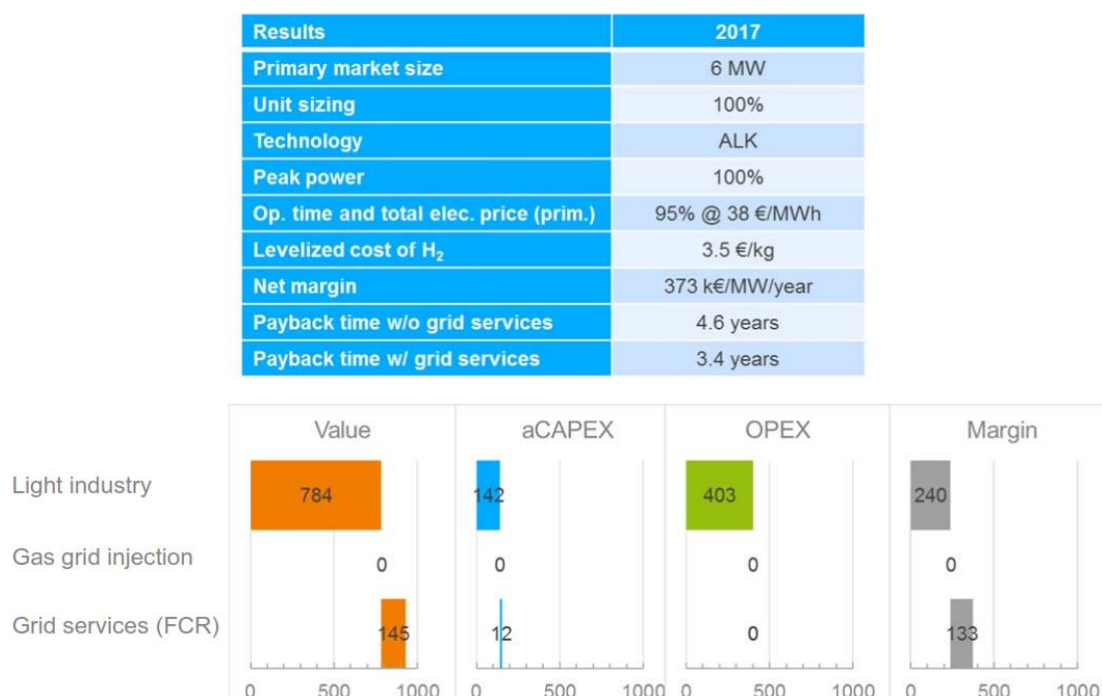 Results 2017
Primary market size 6 MW
Unit sizing 100%
Technology ALK
Peak power 100%
Op. time and total elec. price (prim.) 95% @ 38 €/MWh
Levelized cost of H₂ 3.5 €/kg
Net margin 373 k€/MW/year
Payback time w/o grid services 4.6 years
Payback time w/ grid services 3.4 years
Value aCAPEX OPEX Margin
Light industry 784 142 403 240
Gas grid injection 0 0 0 0
Grid services (FCR) 145 12 0 133
0 500 1000 0 500 1000 0 500 1000 0 500 1000